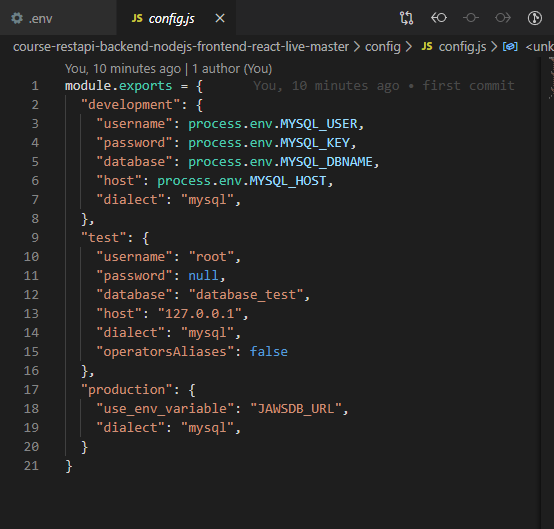 .env
JS config.js
course-restapi-backend-nodejs-frontend-react-live-master > config > JS config.js > <unk
You, 10 minutes ago | 1 author (You)
1 module.exports = { You, 10 minutes ago • first commit
2 "development": {
3 "username": process.env.MYSQL_USER,
4 "password": process.env.MYSQL_KEY,
5 "database": process.env.MYSQL_DBNAME,
6 "host": process.env.MYSQL_HOST,
7 "dialect": "mysql",
8 },
9 "test": {
10 "username": "root",
11 "password": null,
12 "database": "database_test",
13 "host": "127.0.0.1",
14 "dialect": "mysql",
15 "operatorsAliases": false
16 },
17 "production": {
18 "use_env_variable": "JAWSDB_URL",
19 "dialect": "mysql",
20 }
21 }